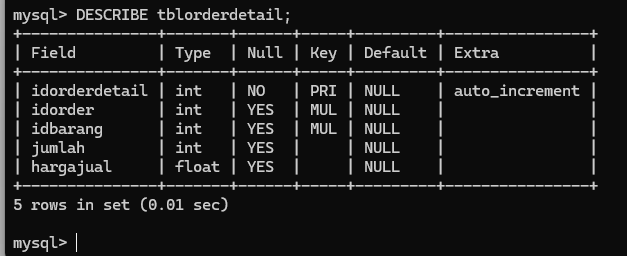 mysql> DESCRIBE tblorderdetail;
+---------------+-------+------+-----+---------+----------------+
| Field         | Type  | Null | Key | Default | Extra          |
+---------------+-------+------+-----+---------+----------------+
| idorderdetail | int   | NO   | PRI | NULL    | auto_increment |
| idorder       | int   | YES  | MUL | NULL    |                |
| idbarang      | int   | YES  | MUL | NULL    |                |
| jumlah        | int   | YES  |     | NULL    |                |
| hargajual     | float | YES  |     | NULL    |                |
+---------------+-------+------+-----+---------+----------------+
5 rows in set (0.01 sec)
mysql>